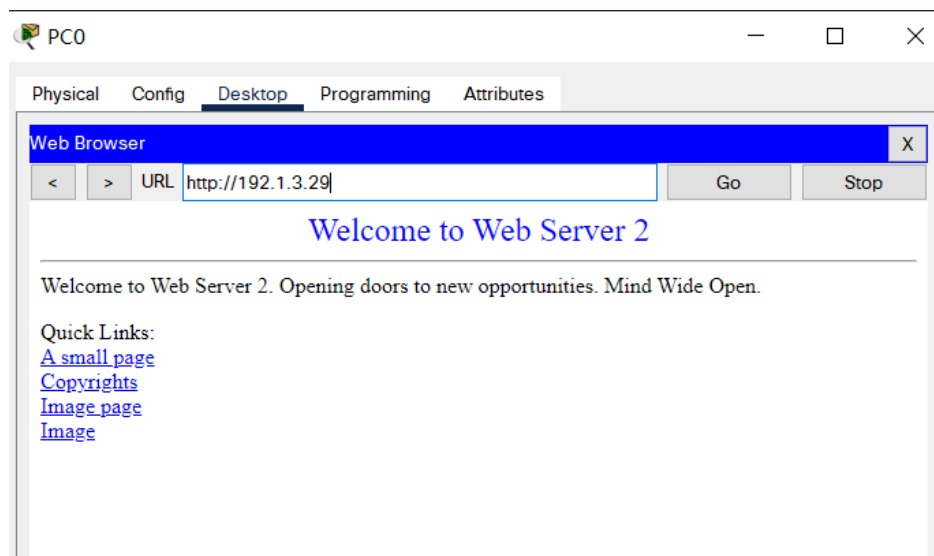 PC0
Physical Config Desktop Programming Attributes
Web Browser X
< > URL http://192.1.3.29 Go Stop
Welcome to Web Server 2
Welcome to Web Server 2. Opening doors to new opportunities. Mind Wide Open.
Quick Links:
A small page
Copyrights
Image page
Image